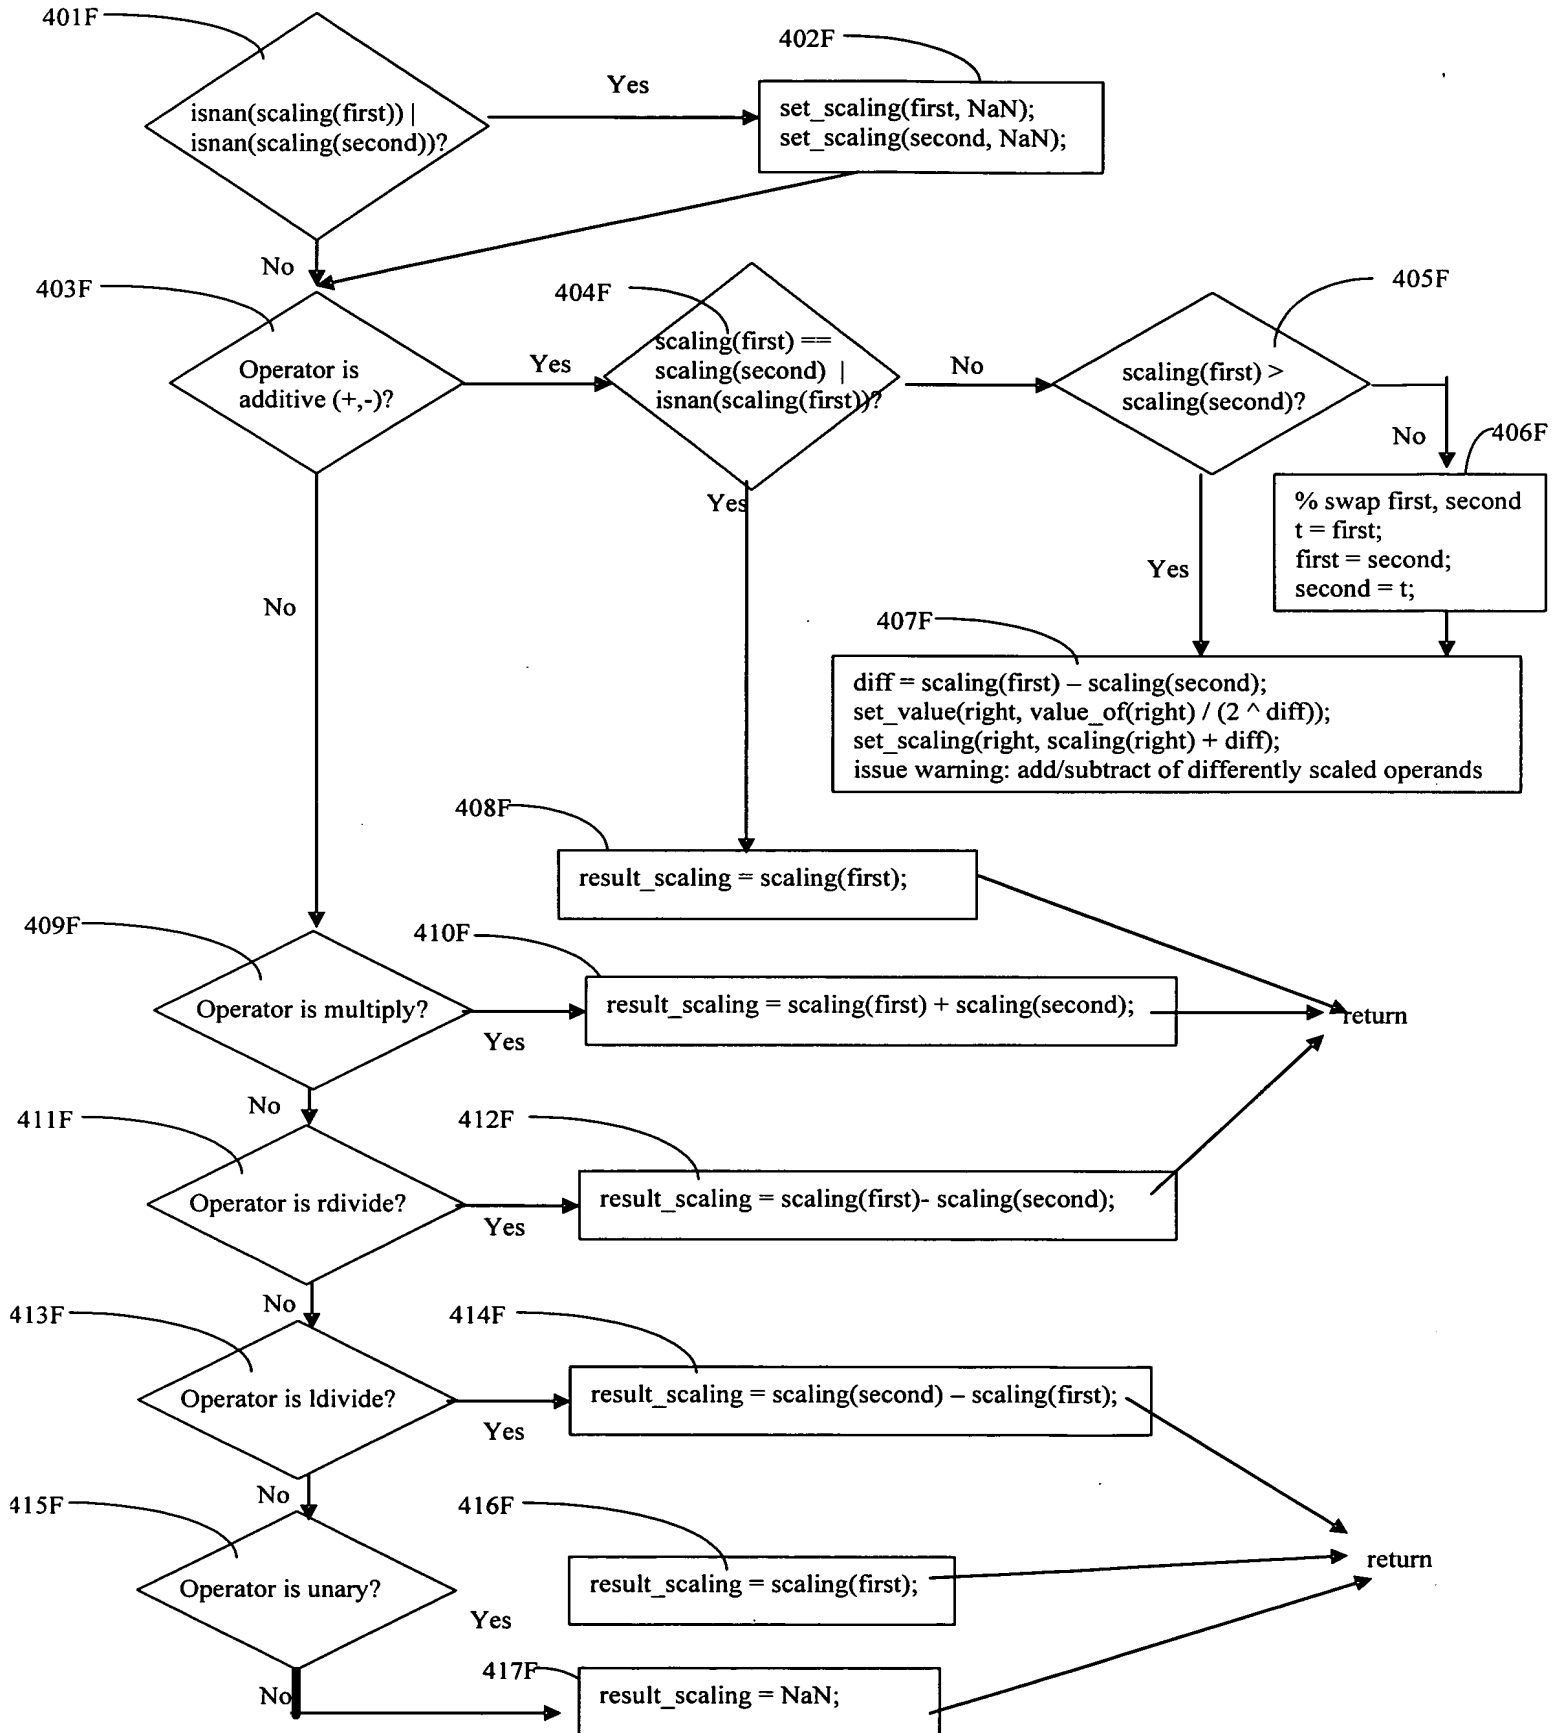 401F
402F
Yes
isnan(scaling(first)) |
isnan(scaling(second))?
set_scaling(first, NaN);
set_scaling(second, NaN);
No
403F
404F
405F
Operator is
additive (+,-)?
Yes
scaling(first) ==
scaling(second) |
isnan(scaling(first))?
No
scaling(first) >
scaling(second)?
No
406F
Yes
% swap first, second
t = first;
first = second;
second = t;
Yes
No
407F
diff = scaling(first) – scaling(second);
set_value(right, value_of(right) / (2 ^ diff));
set_scaling(right, scaling(right) + diff);
issue warning: add/subtract of differently scaled operands
408F
result_scaling = scaling(first);
409F
410F
Operator is multiply?
Yes
result_scaling = scaling(first) + scaling(second);
return
No
411F
412F
Operator is rdivide?
Yes
result_scaling = scaling(first)- scaling(second);
No
413F
414F
Operator is ldivide?
Yes
result_scaling = scaling(second) – scaling(first);
No
415F
416F
Operator is unary?
Yes
result_scaling = scaling(first);
return
No
417F
result_scaling = NaN;